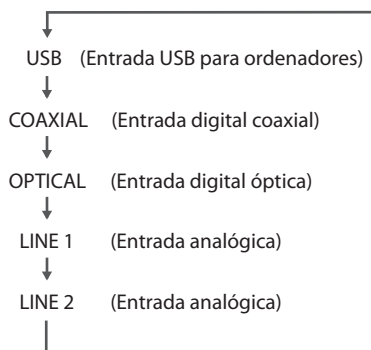 USB (Entrada USB para ordenadores)
COAXIAL (Entrada digital coaxial)
OPTICAL (Entrada digital óptica)
LINE 1 (Entrada analógica)
LINE 2 (Entrada analógica)